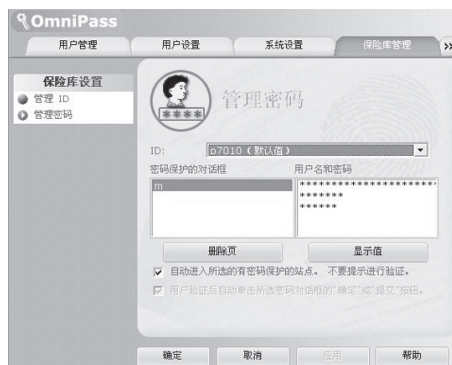 OmniPass
用户管理 用户设置 系统设置 保险库管理
保险库设置
管理 ID
管理密码
管理密码
****
ID: p7010（默认值）
密码保护的对话框 用户名和密码
m
***********************
*******
******
删除页 显示值
自动进入所选的有密码保护的站点。 不要提示进行验证。
用户验证后自动单击所选密码对话框的"确定"或"提交"按钮。
确定 取消 应用 帮助